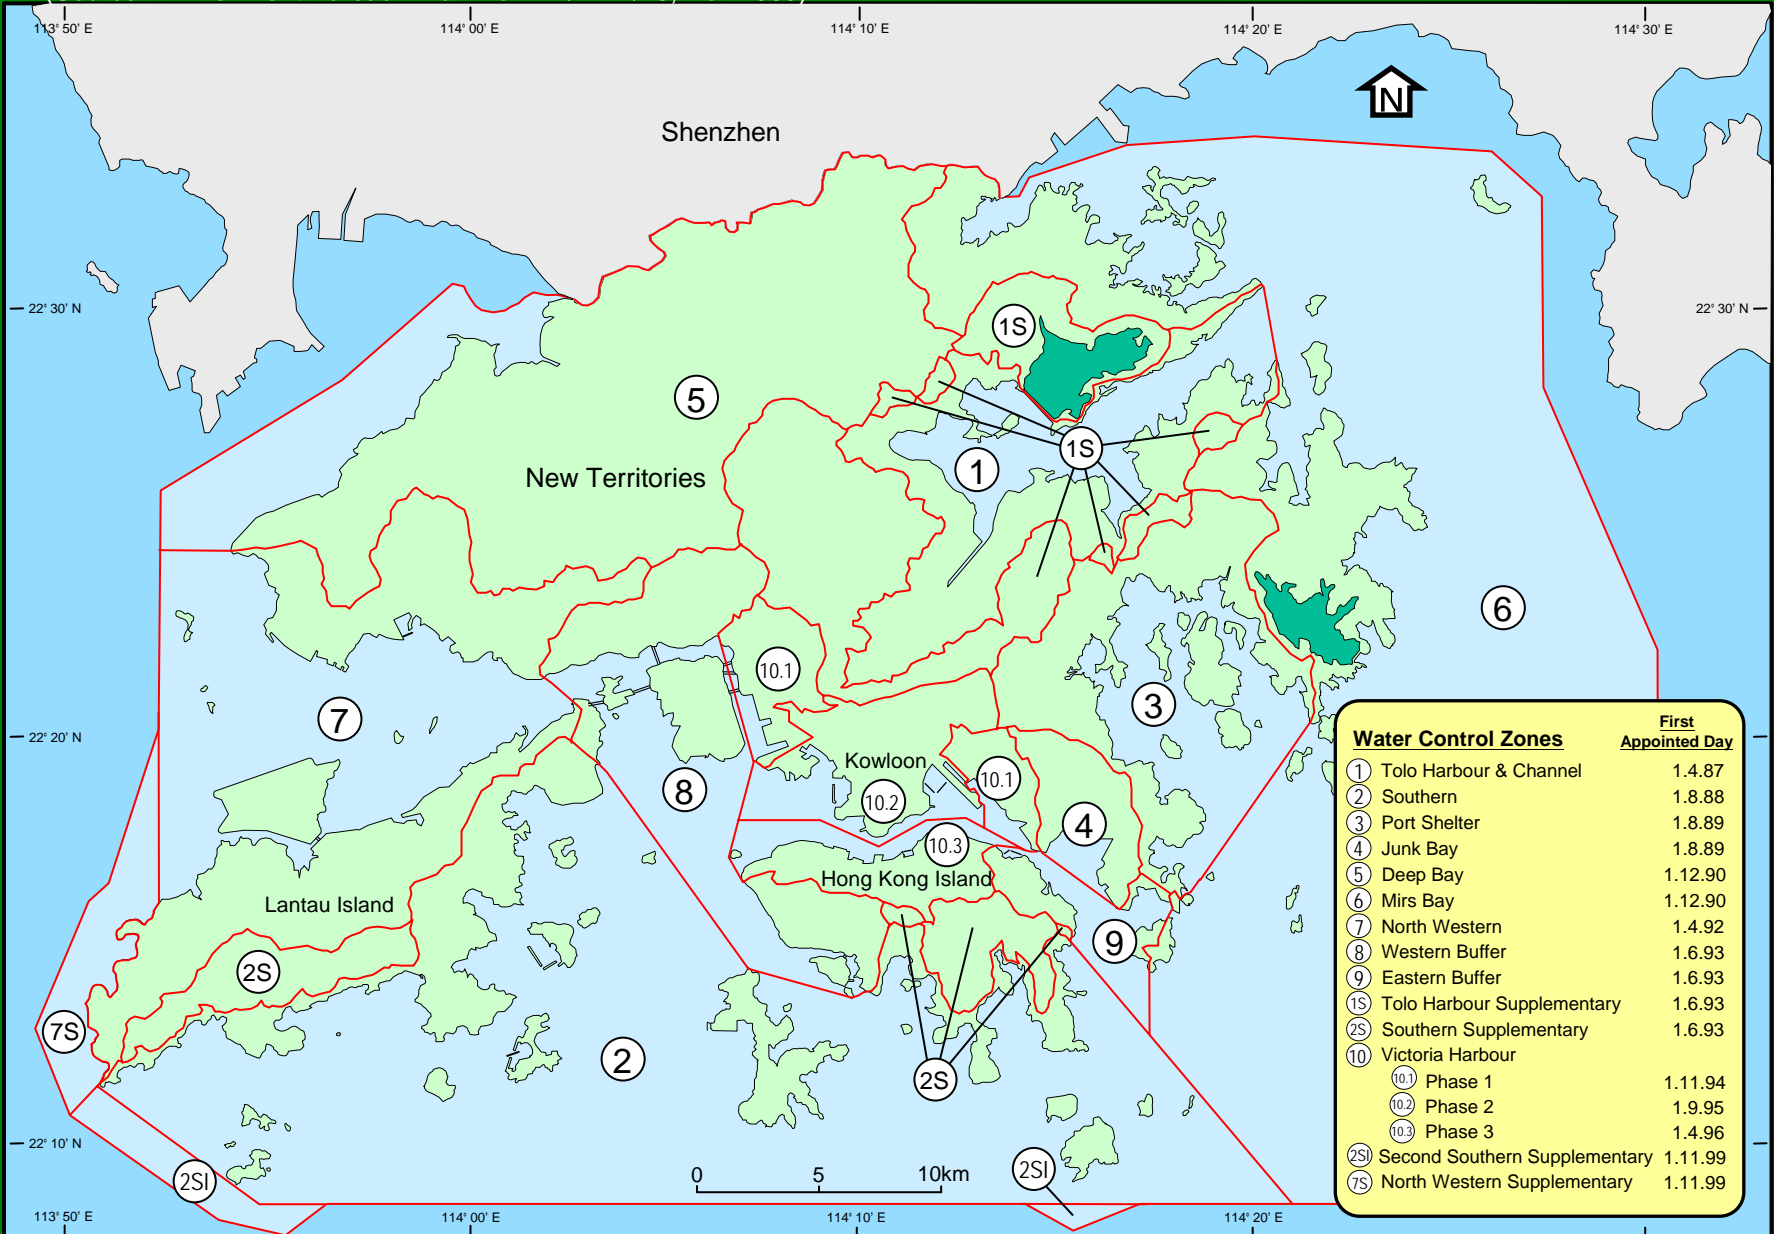 113° 50' E
114° 00' E
114° 10' E
114° 20' E
114° 30' E
N
Shenzhen
22° 30' N
22° 30' N
1S
5
1S
1
New Territories
6
10.1
3
7
22° 20' N
Kowloon
10.1
8
10.2
4
10.3
Hong Kong Island
Lantau Island
9
2S
7S
2
2S
22° 10' N
0 5 10km
2SI
2SI
113° 50' E
114° 00' E
114° 10' E
114° 20' E
First
Water Control Zones Appointed Day
1 Tolo Harbour & Channel 1.4.87
2 Southern 1.8.88
3 Port Shelter 1.8.89
4 Junk Bay 1.8.89
5 Deep Bay 1.12.90
6 Mirs Bay 1.12.90
7 North Western 1.4.92
8 Western Buffer 1.6.93
9 Eastern Buffer 1.6.93
1S Tolo Harbour Supplementary 1.6.93
2S Southern Supplementary 1.6.93
10 Victoria Harbour
10.1 Phase 1 1.11.94
10.2 Phase 2 1.9.95
10.3 Phase 3 1.4.96
2SI Second Southern Supplementary 1.11.99
7S North Western Supplementary 1.11.99